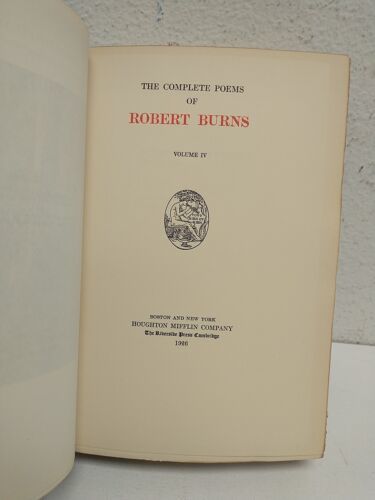 THE COMPLETE POEMS
OF
ROBERT BURNS
VOLUME IV
BOSTON AND NEW YORK
HOUGHTON MIFFLIN COMPANY
The Riverside Press Cambridge
1926